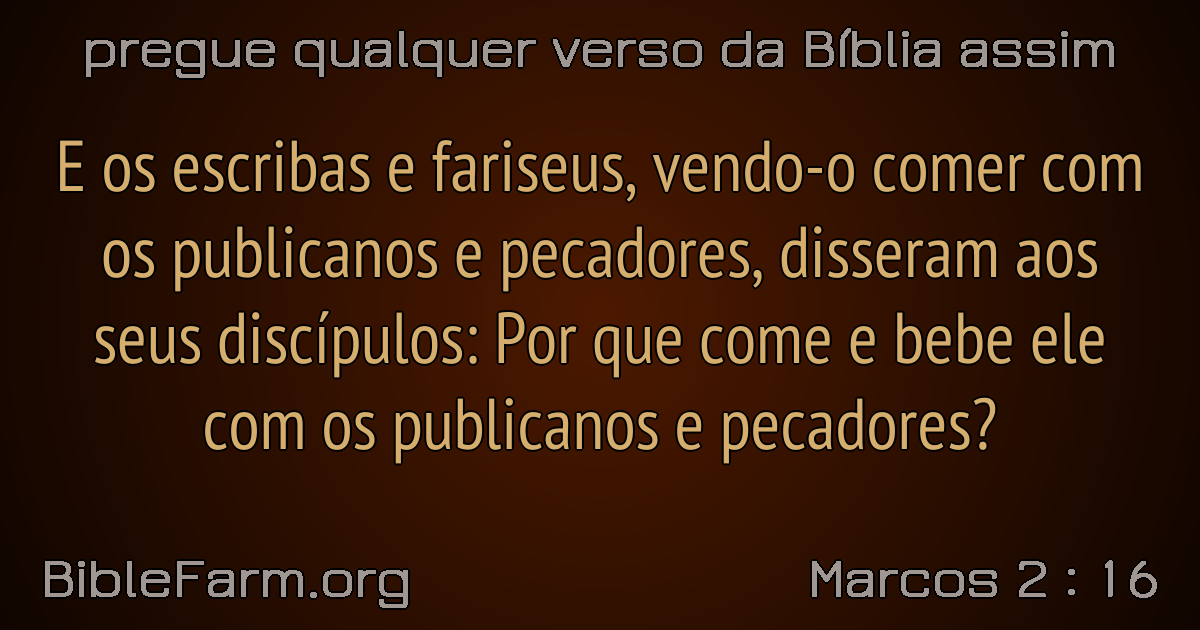 pregue qualquer verso da Bíblia assim
E os escribas e fariseus, vendo-o comer com
os publicanos e pecadores, disseram aos
seus discípulos: Por que come e bebe ele
com os publicanos e pecadores?
BibleFarm.org
Marcos 2 : 16